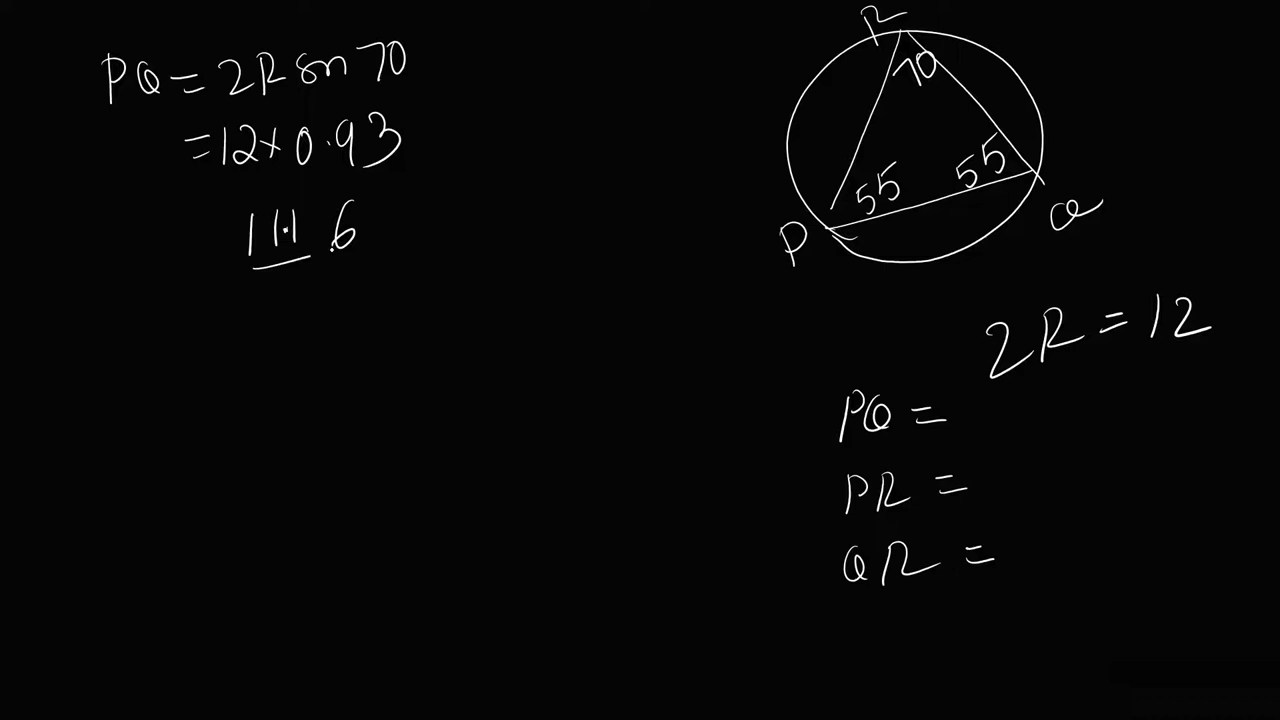 PQ = 2R sin 70
= 12 × 0.93
11.16
R
70
55
55
P
Q
2R = 12
PQ =
PR =
QR =